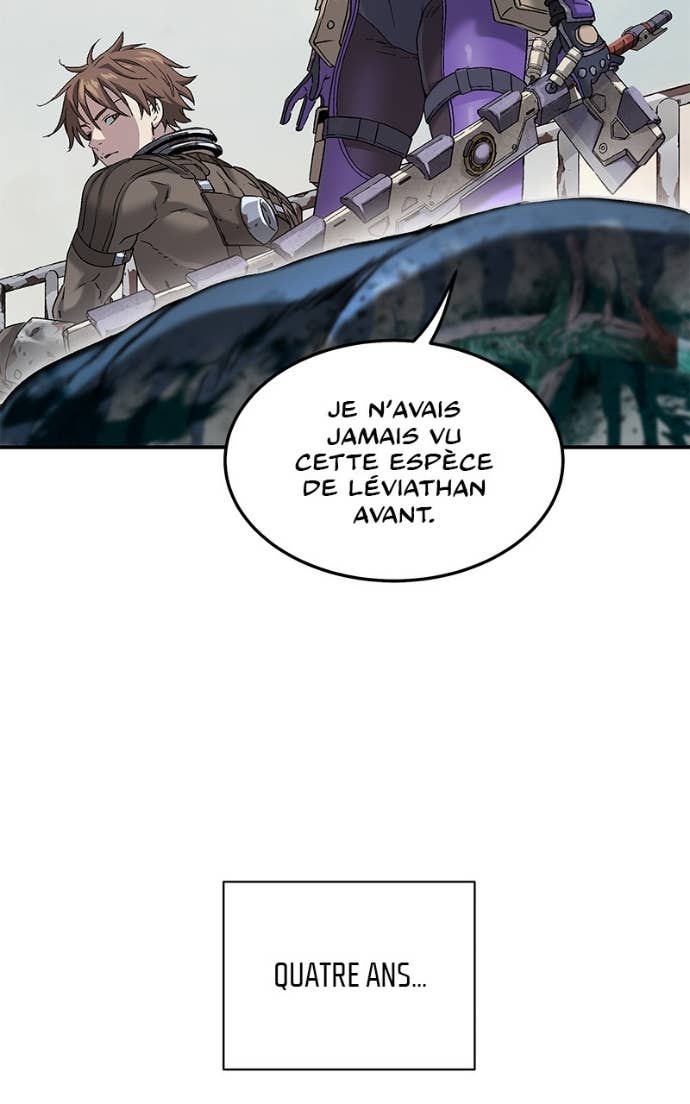 JE N'AVAIS
JAMAIS VU
CETTE ESPÈCE
DE LÉVIATHAN
AVANT.
QUATRE ANS...